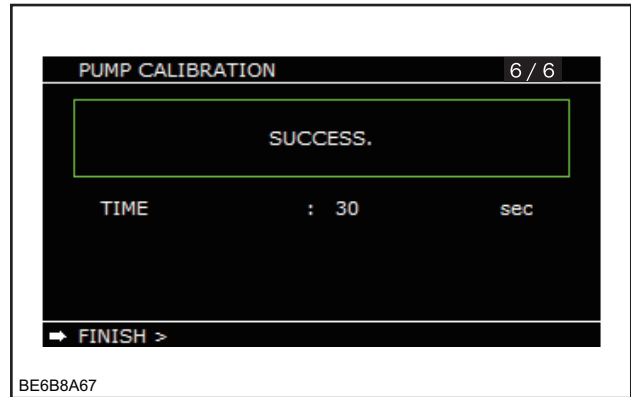 PUMP CALIBRATION 6/6
SUCCESS.
TIME : 30 sec
➡ FINISH >
BE6B8A67